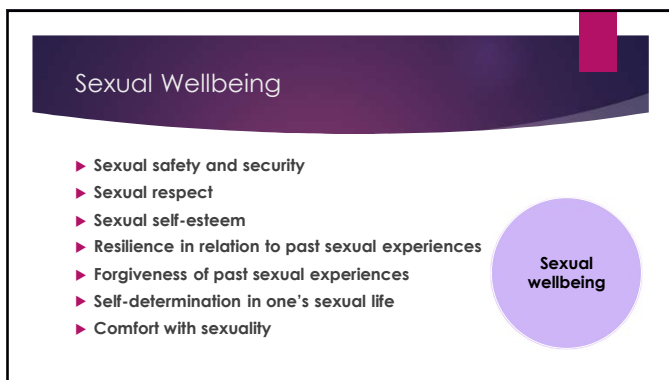 Sexual Wellbeing
Sexual safety and security
Sexual respect
Sexual self-esteem
Resilience in relation to past sexual experiences
Forgiveness of past sexual experiences
Self-determination in one's sexual life
Comfort with sexuality
Sexual
wellbeing